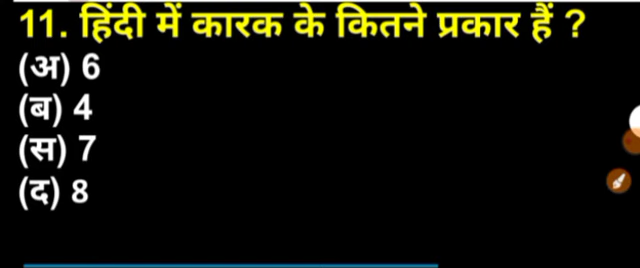 11. हिंदी में कारक के कितने प्रकार हैं ?
(अ) 6
(ब) 4
(स) 7
(द) 8